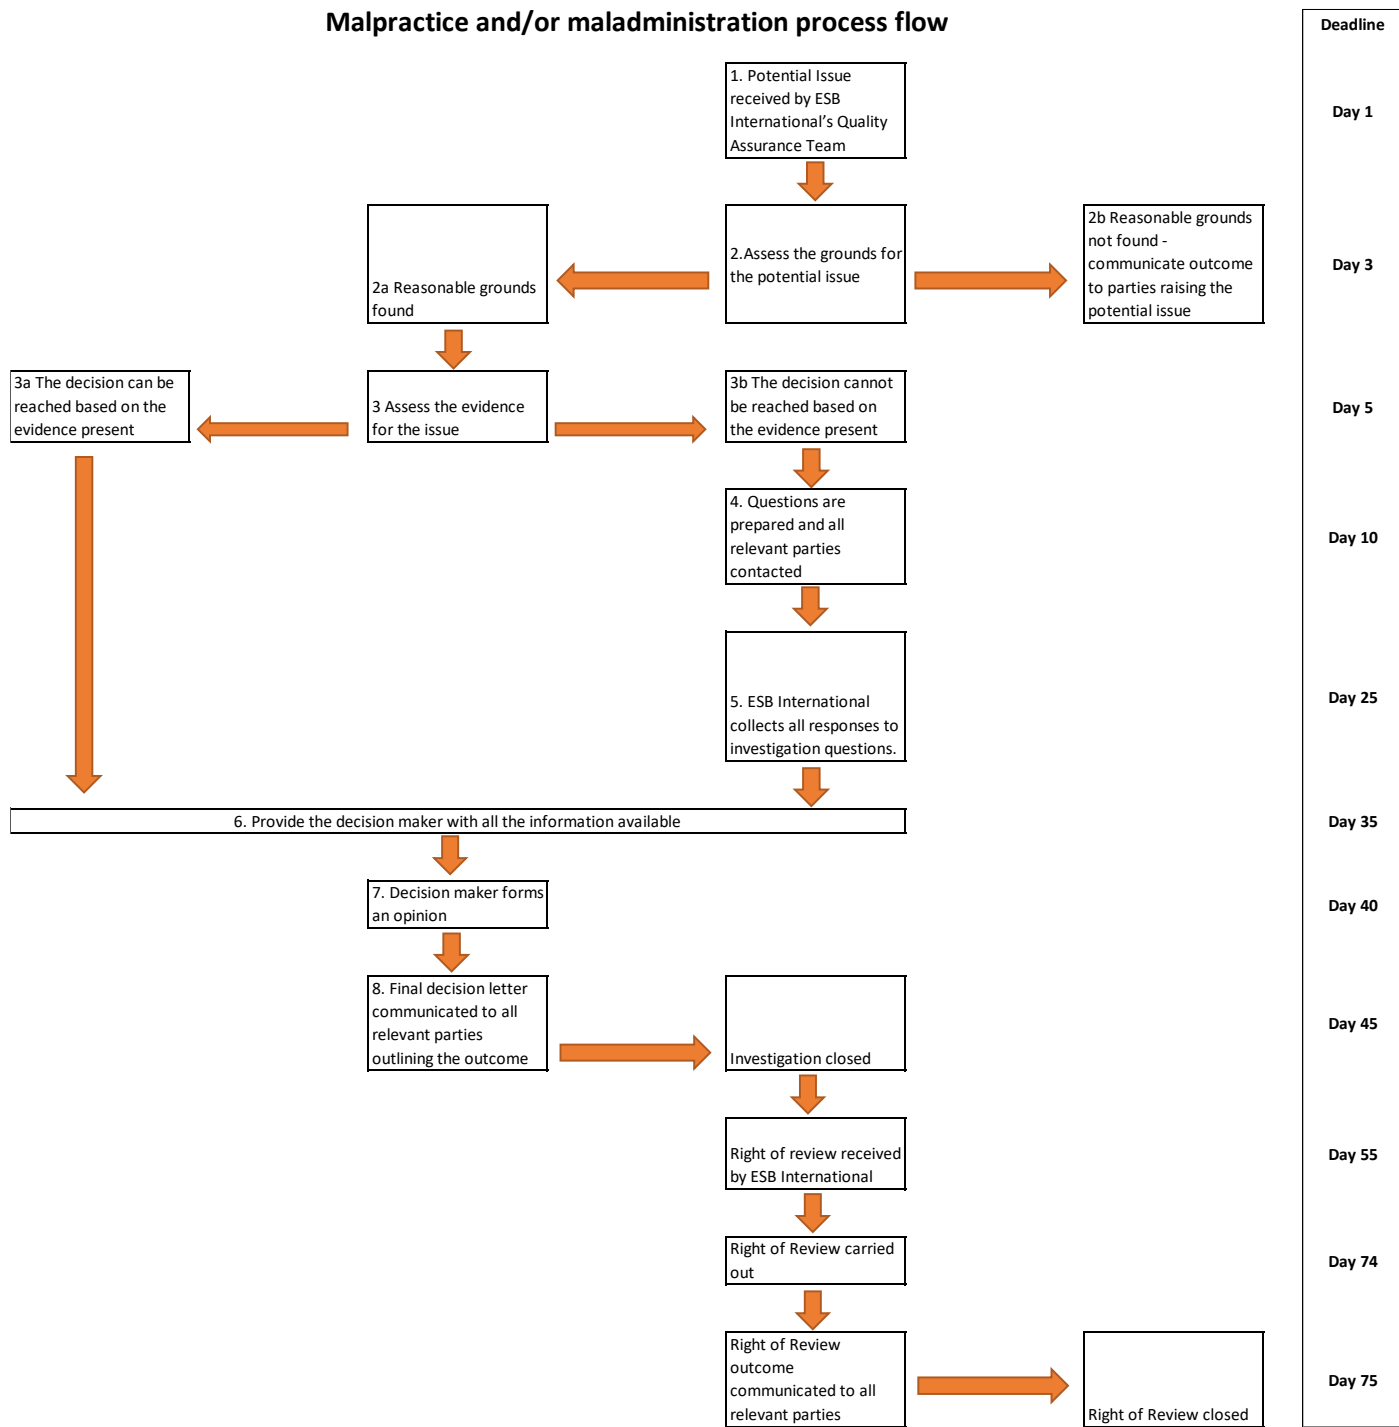 Malpractice and/or maladministration process flow
Deadline
1. Potential Issue
received by ESB
International's Quality
Assurance Team
Day 1
2a Reasonable grounds
found
2.Assess the grounds for
the potential issue
2b Reasonable grounds
not found -
communicate outcome
to parties raising the
potential issue
Day 3
3a The decision can be
reached based on the
evidence present
3 Assess the evidence
for the issue
3b The decision cannot
be reached based on
the evidence present
Day 5
4. Questions are
prepared and all
relevant parties
contacted
Day 10
5. ESB International
collects all responses to
investigation questions.
Day 25
6. Provide the decision maker with all the information available
Day 35
7. Decision maker forms
an opinion
Day 40
8. Final decision letter
communicated to all
relevant parties
outlining the outcome
Investigation closed
Day 45
Right of review received
by ESB International
Day 55
Right of Review carried
out
Day 74
Right of Review
outcome
communicated to all
relevant parties
Right of Review closed
Day 75